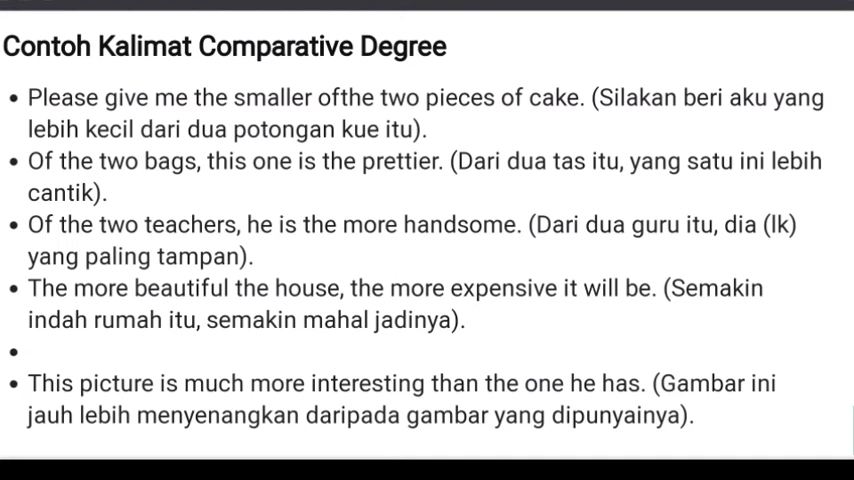 Contoh Kalimat Comparative Degree
• Please give me the smaller ofthe two pieces of cake. (Silakan beri aku yang
lebih kecil dari dua potongan kue itu).
• Of the two bags, this one is the prettier. (Dari dua tas itu, yang satu ini lebih
cantik).
• Of the two teachers, he is the more handsome. (Dari dua guru itu, dia (lk)
yang paling tampan).
• The more beautiful the house, the more expensive it will be. (Semakin
indah rumah itu, semakin mahal jadinya).
•
• This picture is much more interesting than the one he has. (Gambar ini
jauh lebih menyenangkan daripada gambar yang dipunyainya).